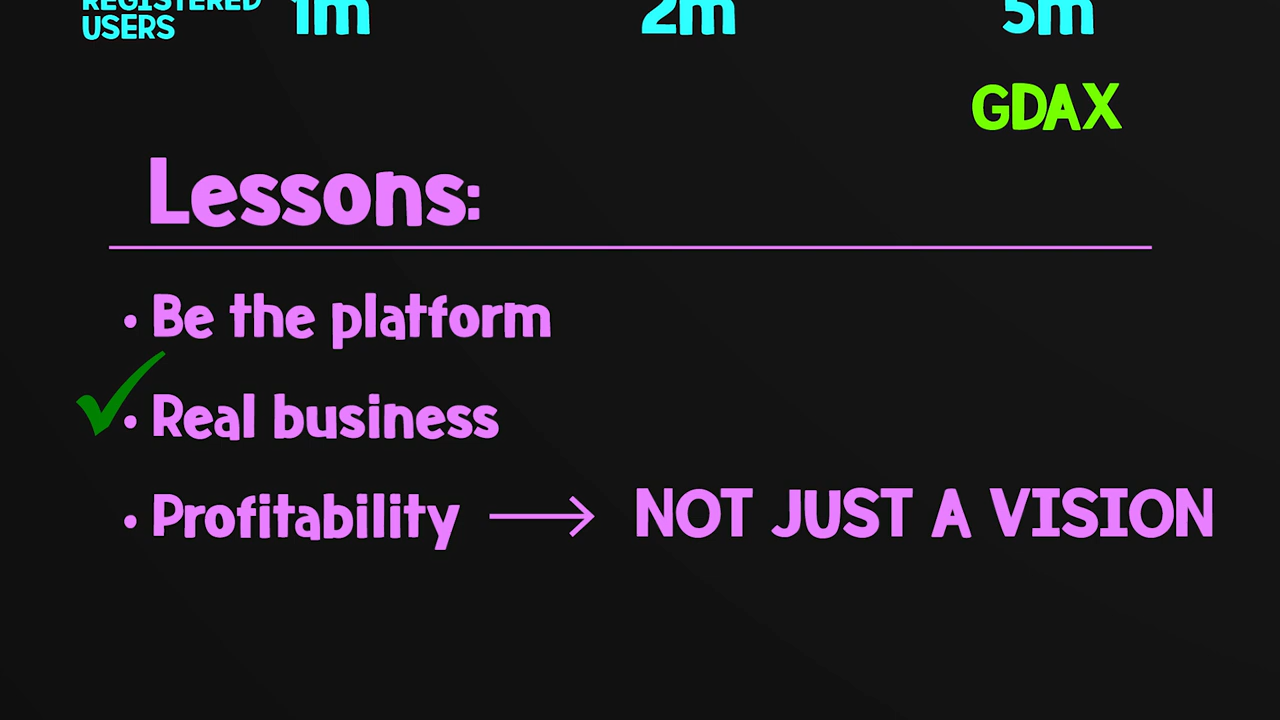 REGISTERED
USERS 1m 2m 5m
GDAX
Lessons:
• Be the platform
• Real business
• Profitability → NOT JUST A VISION